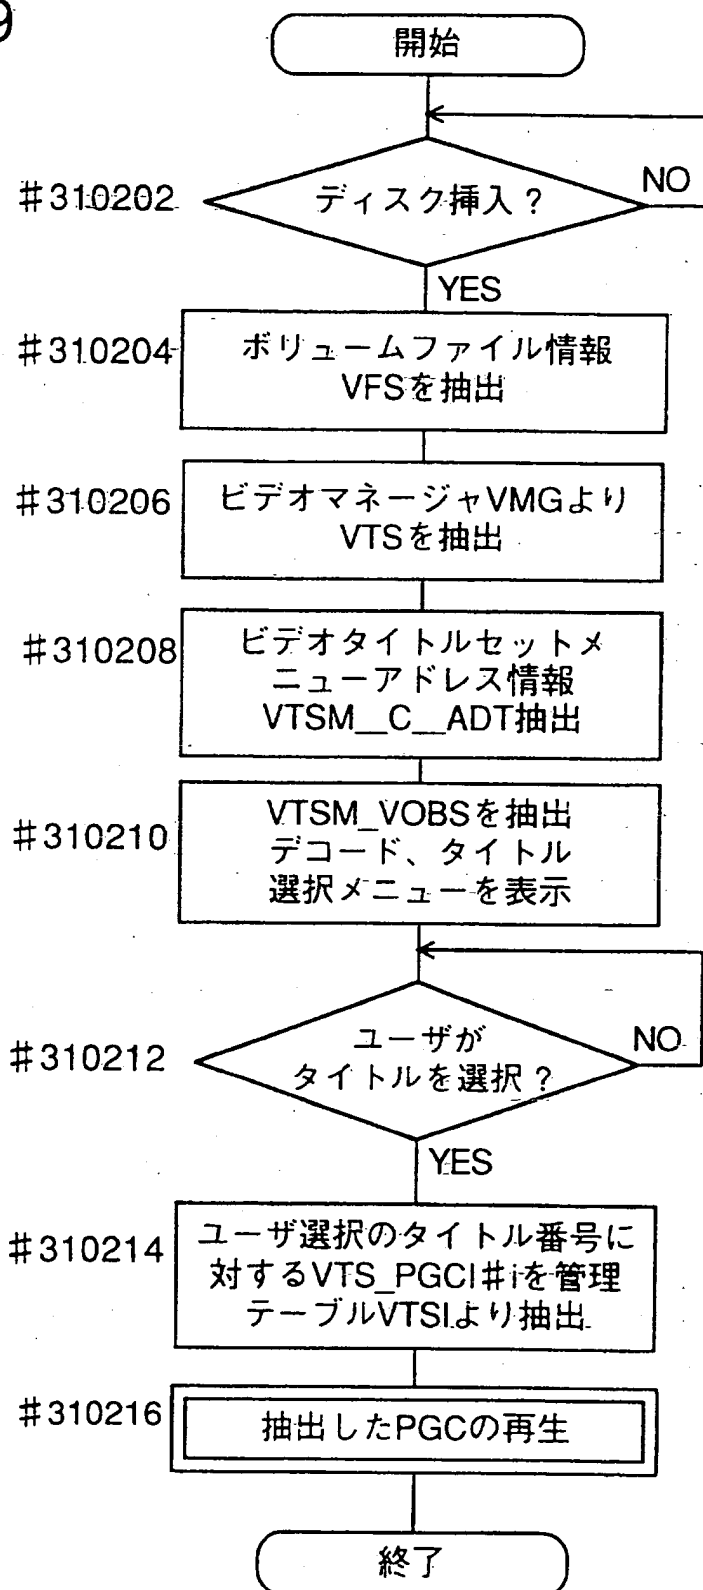 9
開始
#310202
ディスク挿入？
NO
YES
#310204
ボリュームファイル情報
VFSを抽出
#310206
ビデオマネージャVMGより
VTSを抽出
#310208
ビデオタイトルセットメ
ニューアドレス情報
VTSM__C__ADT抽出
#310210
VTSM_VOBSを抽出
デコード、タイトル
選択メニューを表示
#310212
ユーザが
タイトルを選択？
NO
YES
#310214
ユーザ選択のタイトル番号に
対するVTS_PGCI#iを管理
テーブルVTSIより抽出
#310216
抽出したPGCの再生
終了